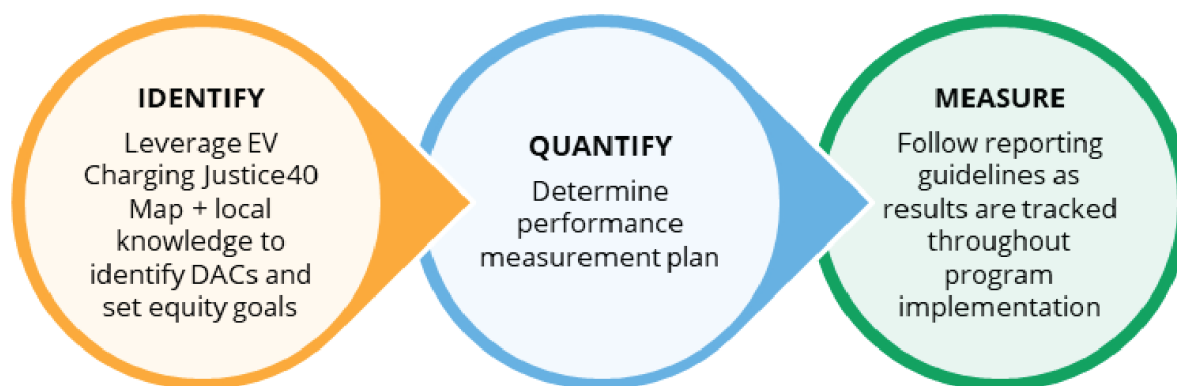 IDENTIFY
Leverage EV
Charging Justice40
Map + local
knowledge to
identify DACs and
set equity goals
QUANTIFY
Determine
performance
measurement plan
MEASURE
Follow reporting
guidelines as
results are tracked
throughout
program
implementation